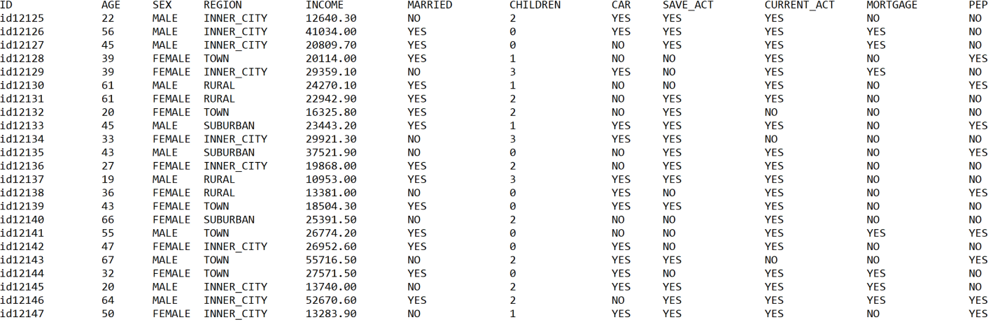 ID AGE SEX REGION INCOME MARRIED CHILDREN CAR SAVE_ACT CURRENT_ACT MORTGAGE PEP
id12125 22 MALE INNER_CITY 12640.30 NO 2 YES YES YES NO NO
id12126 56 MALE INNER_CITY 41034.00 YES 0 YES YES YES YES NO
id12127 45 MALE INNER_CITY 20809.70 YES 0 NO YES YES YES NO
id12128 39 FEMALE TOWN 20114.00 YES 1 NO NO YES NO YES
id12129 39 FEMALE INNER_CITY 29359.10 NO 3 YES NO YES YES NO
id12130 61 MALE RURAL 24270.10 YES 1 NO NO YES NO YES
id12131 61 FEMALE RURAL 22942.90 YES 2 NO YES YES NO NO
id12132 20 FEMALE TOWN 16325.80 YES 2 NO YES NO NO NO
id12133 45 MALE SUBURBAN 23443.20 YES 1 YES YES YES NO YES
id12134 33 FEMALE INNER_CITY 29921.30 NO 3 YES YES NO NO NO
id12135 43 MALE SUBURBAN 37521.90 NO 0 NO YES YES NO YES
id12136 27 FEMALE INNER_CITY 19868.00 YES 2 NO YES YES NO NO
id12137 19 MALE RURAL 10953.00 YES 3 YES YES YES NO NO
id12138 36 FEMALE RURAL 13381.00 NO 0 YES NO YES NO YES
id12139 43 FEMALE TOWN 18504.30 YES 0 YES YES YES NO NO
id12140 66 FEMALE SUBURBAN 25391.50 NO 2 NO NO YES NO NO
id12141 55 MALE TOWN 26774.20 YES 0 NO NO YES YES YES
id12142 47 FEMALE INNER_CITY 26952.60 YES 0 YES NO YES NO NO
id12143 67 MALE TOWN 55716.50 NO 2 YES YES NO NO YES
id12144 32 FEMALE TOWN 27571.50 YES 0 YES NO YES YES NO
id12145 20 MALE INNER_CITY 13740.00 NO 2 YES YES YES YES NO
id12146 64 MALE INNER_CITY 52670.60 YES 2 NO YES YES YES YES
id12147 50 FEMALE INNER_CITY 13283.90 NO 1 YES YES YES NO YES